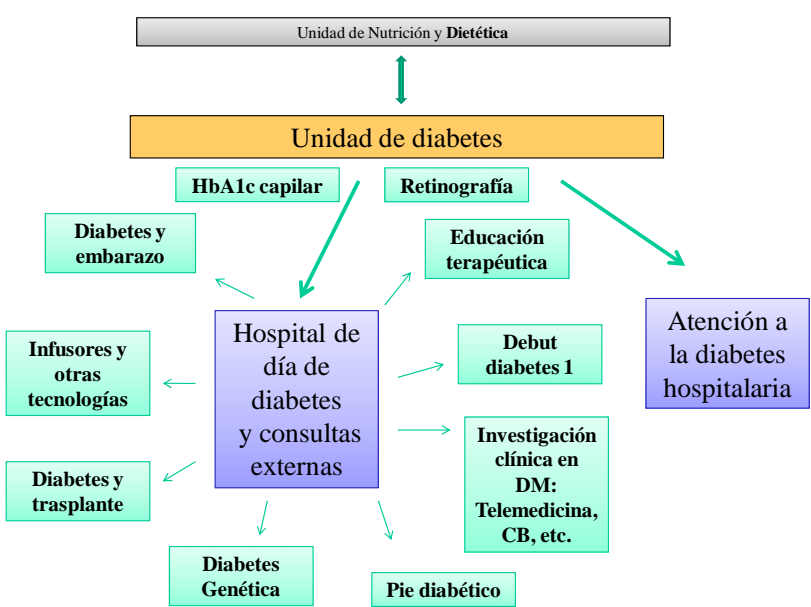 Unidad de Nutrición y Dietética
Unidad de diabetes
HbA1c capilar
Retinografía
Diabetes y
embarazo
Educación
terapéutica
Hospital de
día de
diabetes
y consultas
externas
Atención a
la diabetes
hospitalaria
Infusores y
otras
tecnologías
Debut
diabetes 1
Diabetes y
trasplante
Investigación
clínica en
DM:
Telemedicina,
CB, etc.
Diabetes
Genética
Pie diabético